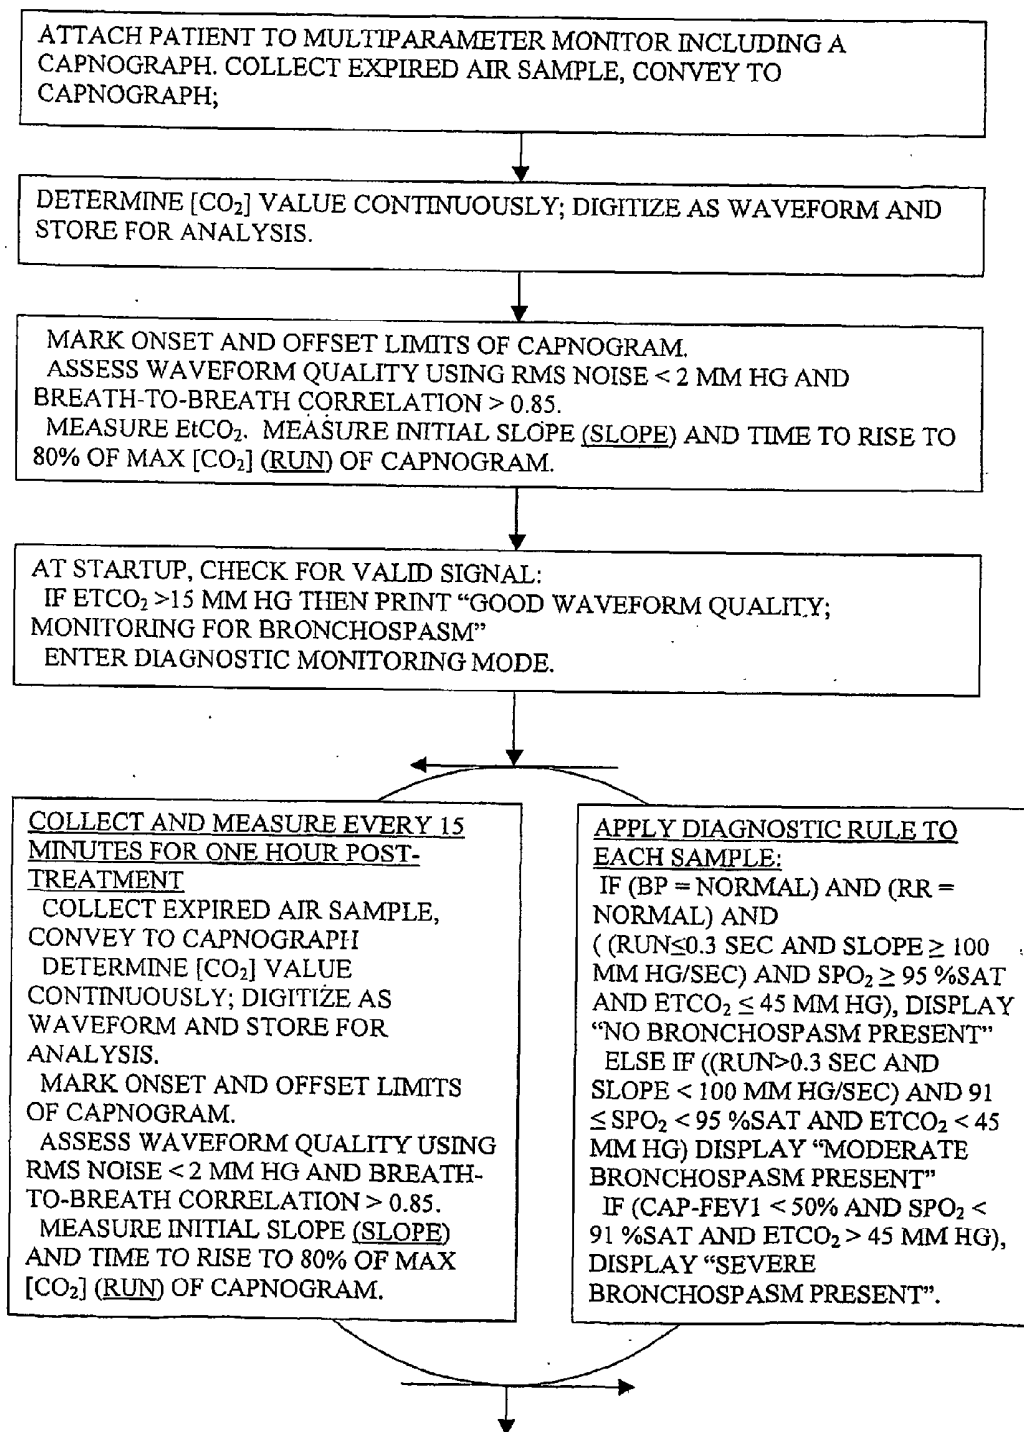 ATTACH PATIENT TO MULTIPARAMETER MONITOR INCLUDING A
CAPNOGRAPH. COLLECT EXPIRED AIR SAMPLE, CONVEY TO
CAPNOGRAPH;
DETERMINE [CO₂] VALUE CONTINUOUSLY; DIGITIZE AS WAVEFORM AND
STORE FOR ANALYSIS.
MARK ONSET AND OFFSET LIMITS OF CAPNOGRAM.
ASSESS WAVEFORM QUALITY USING RMS NOISE < 2 MM HG AND
BREATH-TO-BREATH CORRELATION > 0.85.
MEASURE EtCO₂. MEASURE INITIAL SLOPE (SLOPE) AND TIME TO RISE TO
80% OF MAX [CO₂] (RUN) OF CAPNOGRAM.
AT STARTUP, CHECK FOR VALID SIGNAL:
IF ETCO₂ >15 MM HG THEN PRINT “GOOD WAVEFORM QUALITY;
MONITORING FOR BRONCHOSPASM”
ENTER DIAGNOSTIC MONITORING MODE.
COLLECT AND MEASURE EVERY 15
MINUTES FOR ONE HOUR POST-
TREATMENT
COLLECT EXPIRED AIR SAMPLE,
CONVEY TO CAPNOGRAPH
DETERMINE [CO₂] VALUE
CONTINUOUSLY; DIGITIZE AS
WAVEFORM AND STORE FOR
ANALYSIS.
MARK ONSET AND OFFSET LIMITS
OF CAPNOGRAM.
ASSESS WAVEFORM QUALITY USING
RMS NOISE < 2 MM HG AND BREATH-
TO-BREATH CORRELATION > 0.85.
MEASURE INITIAL SLOPE (SLOPE)
AND TIME TO RISE TO 80% OF MAX
[CO₂] (RUN) OF CAPNOGRAM.
APPLY DIAGNOSTIC RULE TO
EACH SAMPLE:
IF (BP = NORMAL) AND (RR =
NORMAL) AND
( (RUN≤0.3 SEC AND SLOPE ≥ 100
MM HG/SEC) AND SPO₂ ≥ 95 %SAT
AND ETCO₂ ≤ 45 MM HG), DISPLAY
“NO BRONCHOSPASM PRESENT”
ELSE IF ((RUN>0.3 SEC AND
SLOPE < 100 MM HG/SEC) AND 91
≤ SPO₂ < 95 %SAT AND ETCO₂ < 45
MM HG) DISPLAY “MODERATE
BRONCHOSPASM PRESENT”
IF (CAP-FEV1 < 50% AND SPO₂ <
91 %SAT AND ETCO₂ > 45 MM HG),
DISPLAY “SEVERE
BRONCHOSPASM PRESENT”.